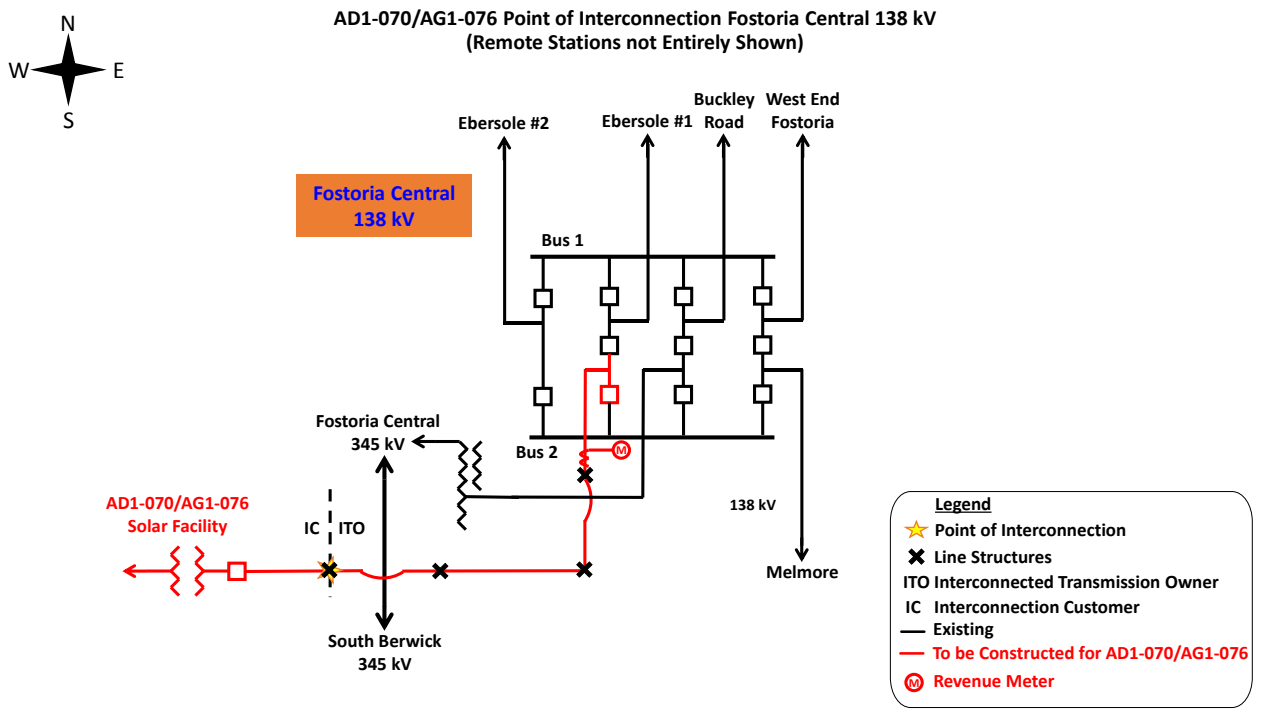 AD1-070/AG1-076 Point of Interconnection Fostoria Central 138 kV
(Remote Stations not Entirely Shown)
N
W
E
S
Ebersole #2
Ebersole #1
Buckley
Road
West End
Fostoria
Fostoria Central
138 kV
Bus 1
Bus 2
Fostoria Central
345 kV
M
AD1-070/AG1-076
Solar Facility
IC
ITO
138 kV
Melmore
South Berwick
345 kV
Legend
Point of Interconnection
Line Structures
ITO Interconnected Transmission Owner
IC Interconnection Customer
Existing
To be Constructed for AD1-070/AG1-076
M Revenue Meter